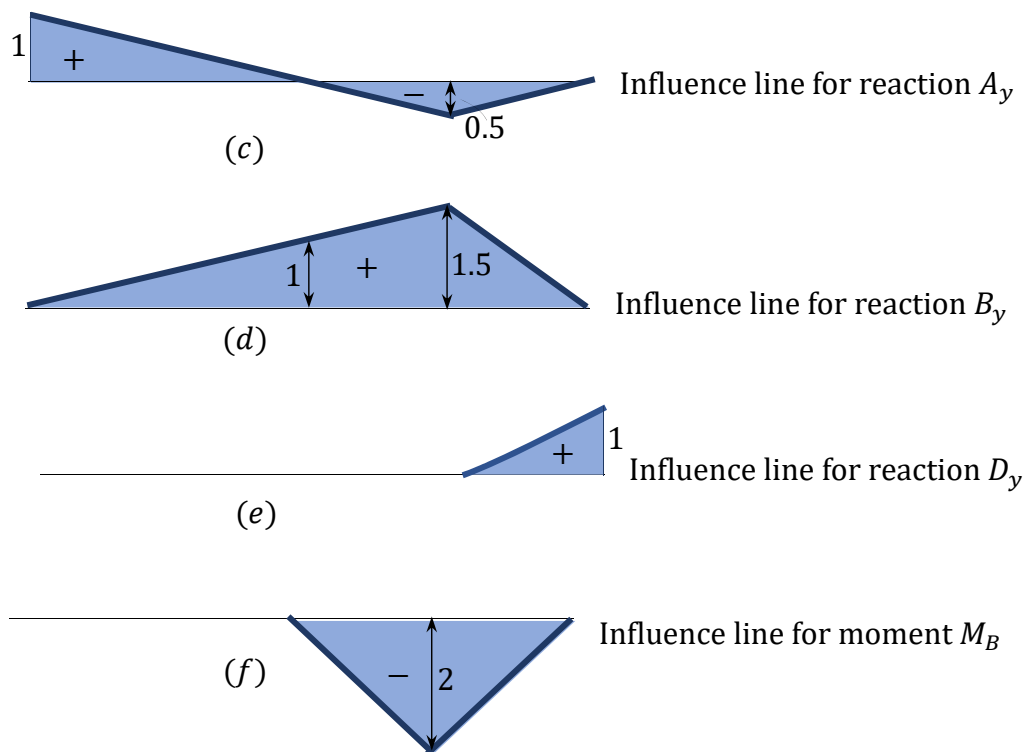 1
+
−
0.5
Influence line for reaction A_y
(c)
1
+
1.5
Influence line for reaction B_y
(d)
1
+
Influence line for reaction D_y
(e)
Influence line for moment M_B
−
2
(f)